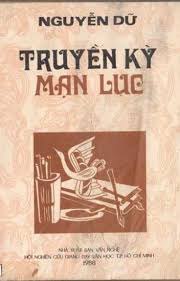 NGUYỄN DỮ
TRUYỀN KỲ
MẠN LỤC
NHÀ XUẤT BẢN VĂN NGHỆ
HỘI NGHIÊN CỨU GIẢNG DẠY VĂN HỌC T.P HỒ CHÍ MINH
1988